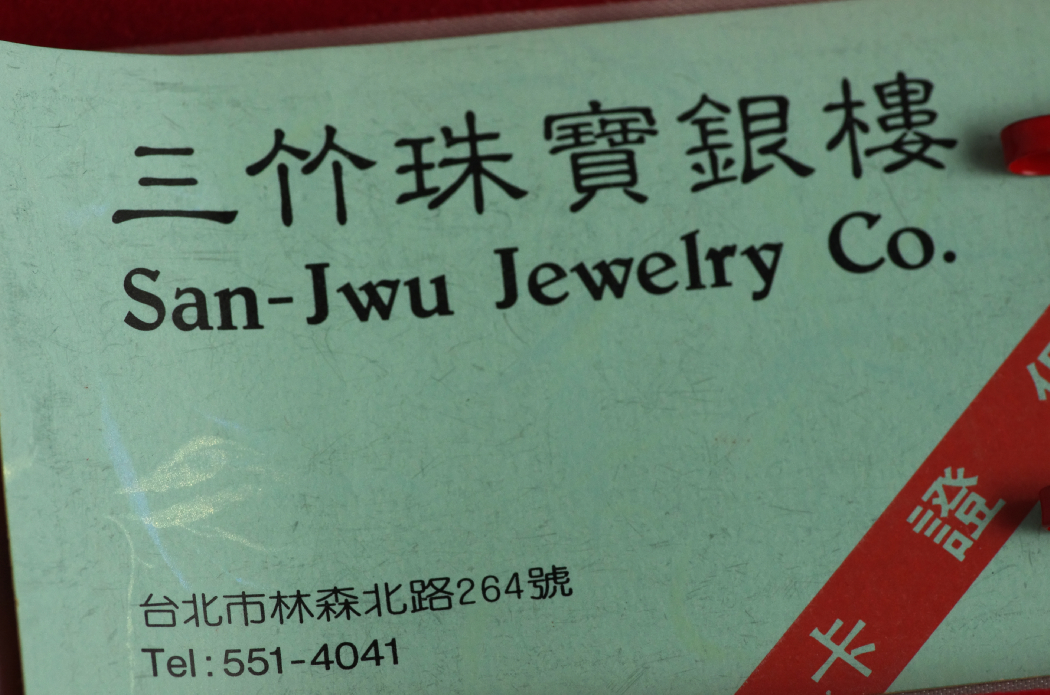 三竹珠寶銀樓
San-Jwu Jewelry Co.
證卡
台北市林森北路264號
Tel:551-4041